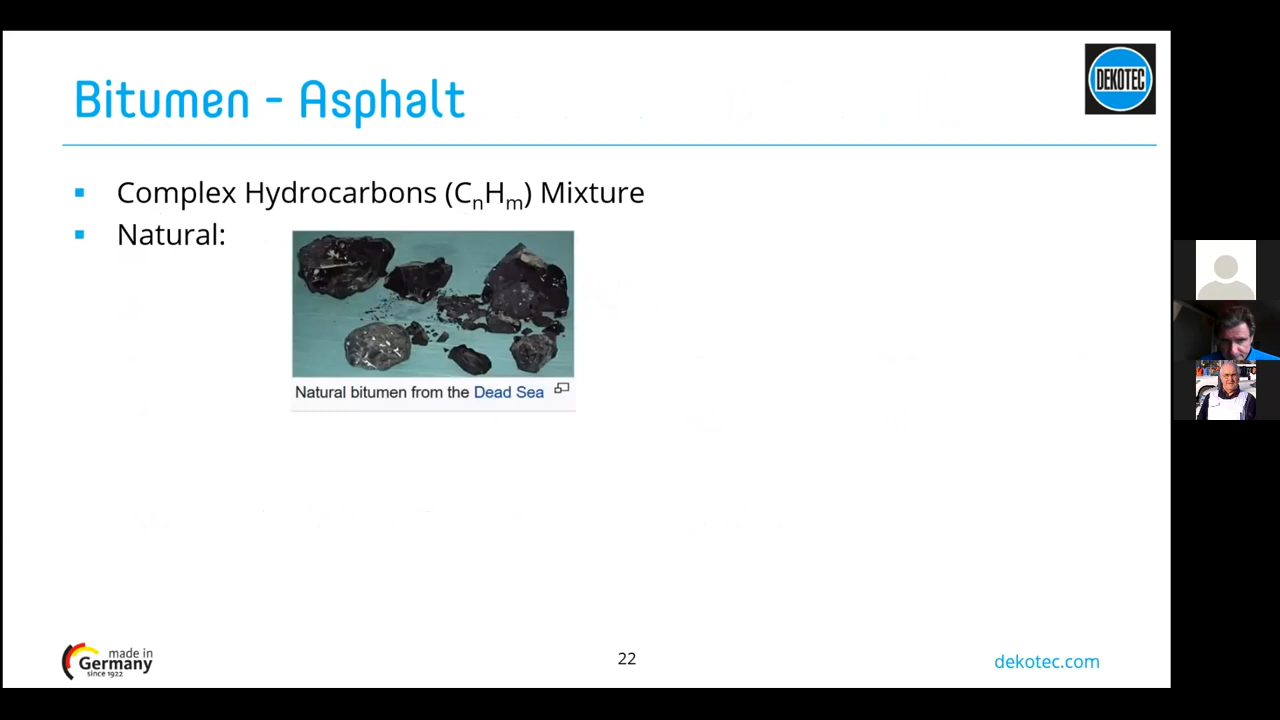 Bitumen - Asphalt
DEKOTEC
Complex Hydrocarbons (CnHm) Mixture
Natural:
Natural bitumen from the Dead Sea
made in
Germany
since 1922
22
dekotec.com